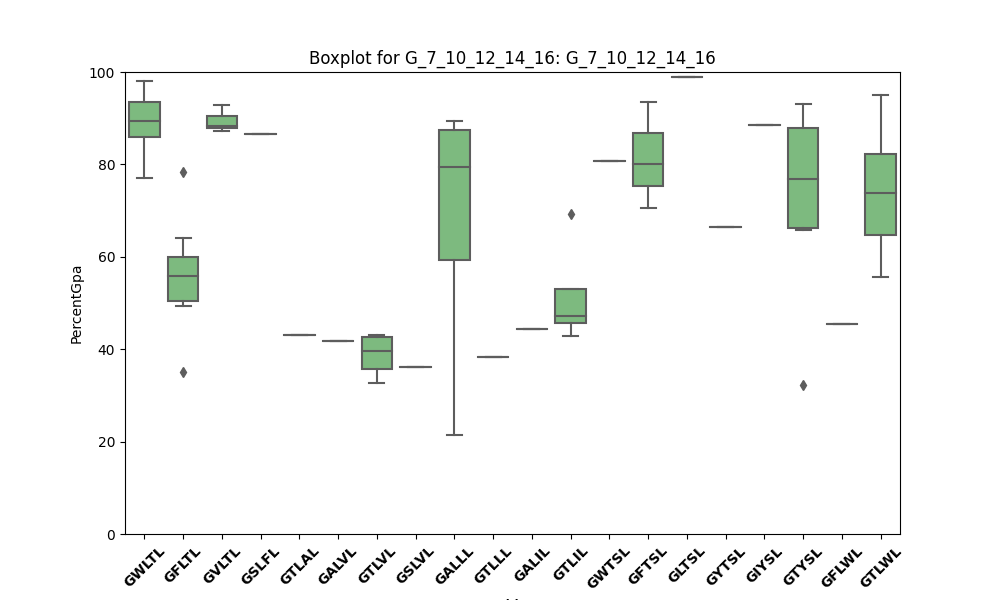 Boxplot for G_7_10_12_14_16: G_7_10_12_14_16
PercentGpa
100
80
60
40
20
0
GWLTL
GFLTL
GVLTL
GSLFL
GTLAL
GALVL
GTLVL
GSLVL
GALLL
GTLLL
GALIL
GTLIL
GWTSL
GFTSL
GLTSL
GYTSL
GIYSL
GTYSL
GFLWL
GTLWL